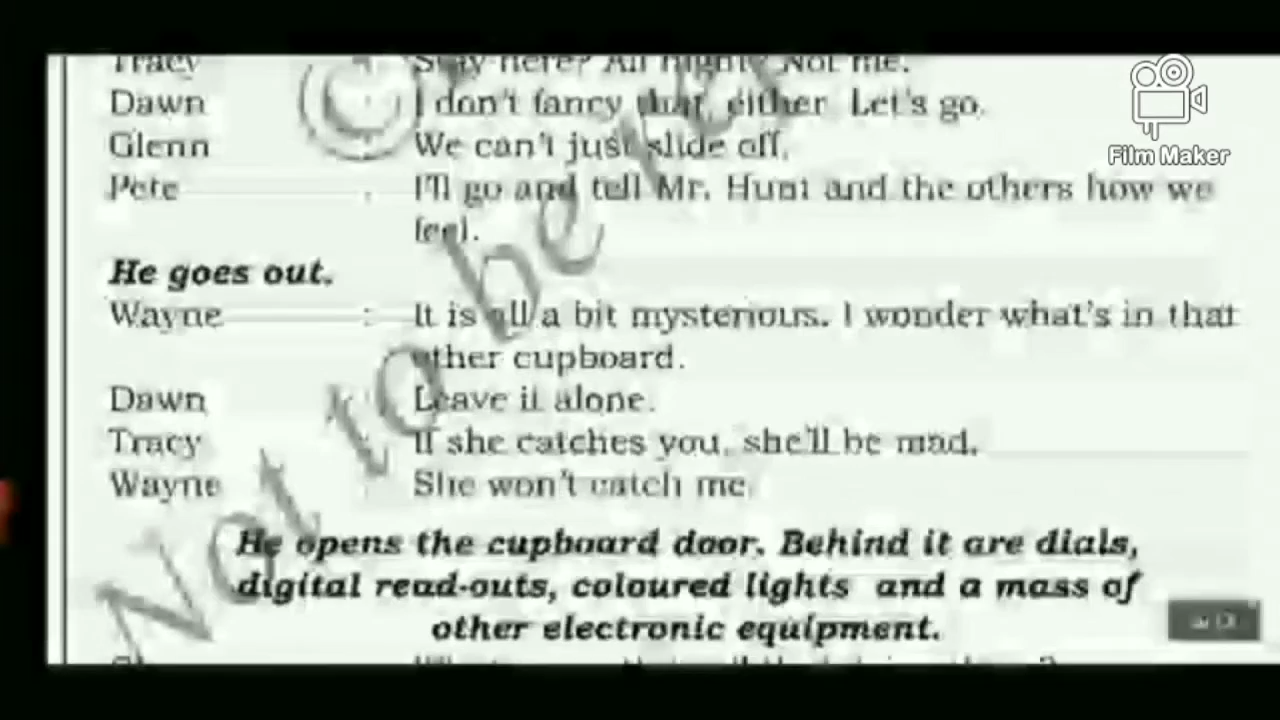 Tracy : Stay here? All night? Not me.
Dawn : I don't fancy that, either. Let's go.
Glenn : We can't just slide off.
Pete : I'll go and tell Mr. Hunt and the others how we
feel.
He goes out.
Wayne : It is all a bit mysterious. I wonder what's in that
other cupboard.
Dawn : Leave it alone.
Tracy : If she catches you, she'll be mad.
Wayne : She won't catch me.
He opens the cupboard door. Behind it are dials,
digital read-outs, coloured lights and a mass of
other electronic equipment.
©
Not to be
Film Maker